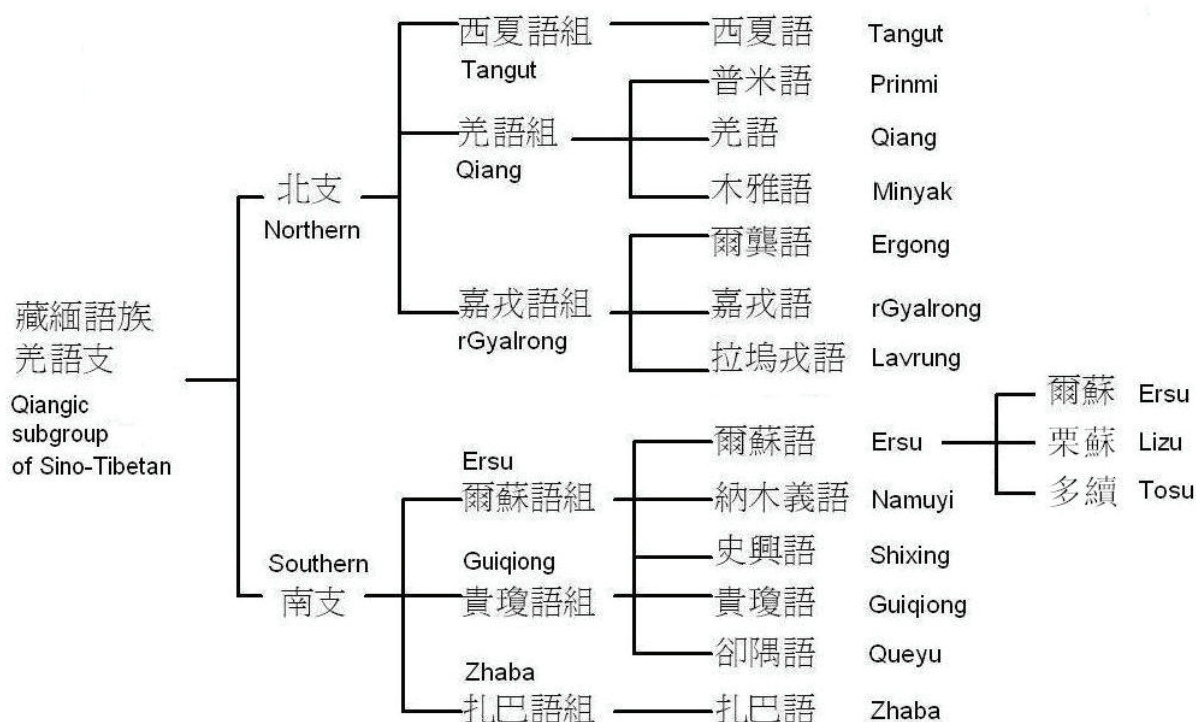 藏緬語族
羌語支
Qiangic
subgroup
of Sino-Tibetan
北支
Northern
西夏語組
Tangut
西夏語 Tangut
羌語組
Qiang
普米語 Prinmi
羌語 Qiang
木雅語 Minyak
嘉戎語組
rGyalrong
爾龔語 Ergong
嘉戎語 rGyalrong
拉塢戎語 Lavrung
Southern
南支
Ersu
爾蘇語組
爾蘇語 Ersu
爾蘇 Ersu
栗蘇 Lizu
多續 Tosu
納木義語 Namuyi
史興語 Shixing
Guiqiong
貴瓊語組
貴瓊語 Guiqiong
卻隅語 Queyu
Zhaba
扎巴語組
扎巴語 Zhaba